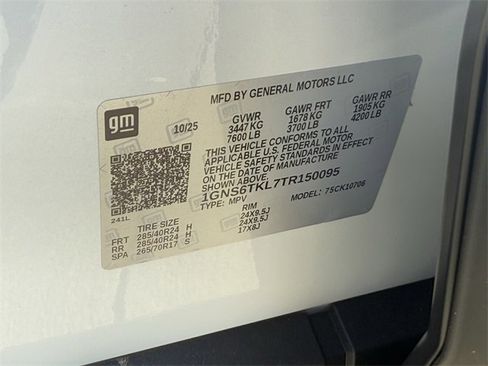 MFD BY GENERAL MOTORS LLC
gm
10/25
GVWR GAWR FRT GAWR RR
3447 KG 1678 KG 1905 KG
7600 LB 3700 LB 4200 LB
THIS VEHICLE CONFORMS TO ALL
APPLICABLE U.S. FEDERAL MOTOR
VEHICLE SAFETY STANDARDS IN EFFECT
ON THE DATE OF MANUFACTURE
1GNS6TKL7TR150095
TYPE: MPV MODEL: 75CK10706
241L
TIRE SIZE RIM
FRT 285/40R24 H 24X9.5J
RR 285/40R24 H 24X9.5J
SPA 265/70R17 S 17X8J